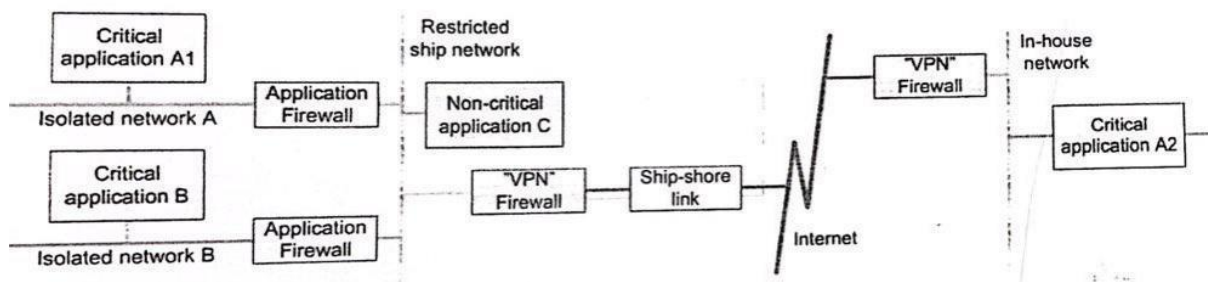 Critical
application A1
Isolated network A
Application
Firewall
Restricted
ship network
Non-critical
application C
Critical
application B
Isolated network B
Application
Firewall
"VPN"
Firewall
Ship-shore
link
Internet
"VPN"
Firewall
In-house
network
Critical
application A2